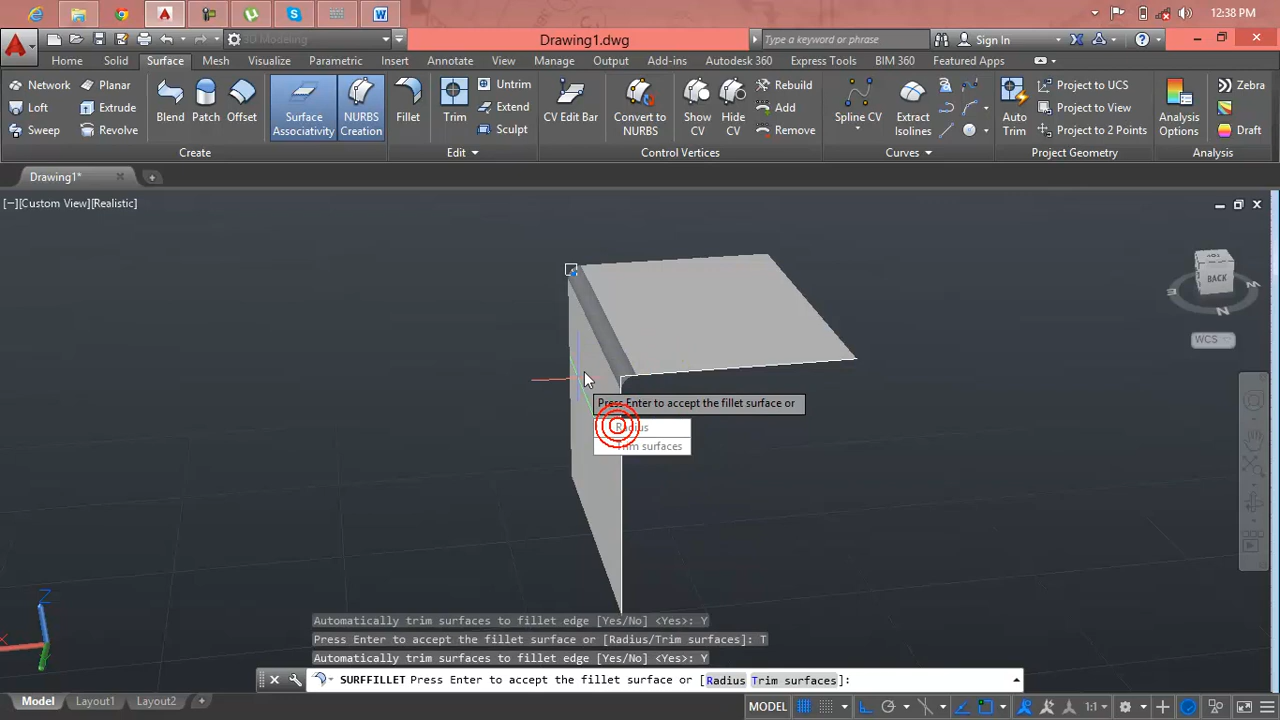 12:38 PM
3D Modeling
Drawing1.dwg
Type a keyword or phrase
Sign In
Home Solid Surface Mesh Visualize Parametric Insert Annotate View Manage Output Add-ins Autodesk 360 Express Tools BIM 360 Featured Apps
Network Planar
Loft Extrude
Sweep Revolve
Blend Patch Offset
Surface Associativity
NURBS Creation
Fillet
Trim
Untrim
Extend
Sculpt
CV Edit Bar
Convert to NURBS
Show CV
Hide CV
Rebuild
Add
Remove
Spline CV
Extract Isolines
Auto Trim
Project to UCS
Project to View
Project to 2 Points
Analysis Options
Zebra
Draft
Create Edit Control Vertices Curves Project Geometry Analysis
Drawing1*
[−][Custom View][Realistic]
TOP
BACK
N
WCS
Press Enter to accept the fillet surface or
Radius
Trim surfaces
Z
X
Automatically trim surfaces to fillet edge [Yes/No] <Yes>: Y
Press Enter to accept the fillet surface or [Radius/Trim surfaces]: T
Automatically trim surfaces to fillet edge [Yes/No] <Yes>: Y
SURFFILLET Press Enter to accept the fillet surface or [Radius Trim surfaces]:
Model Layout1 Layout2 +
MODEL
1:1